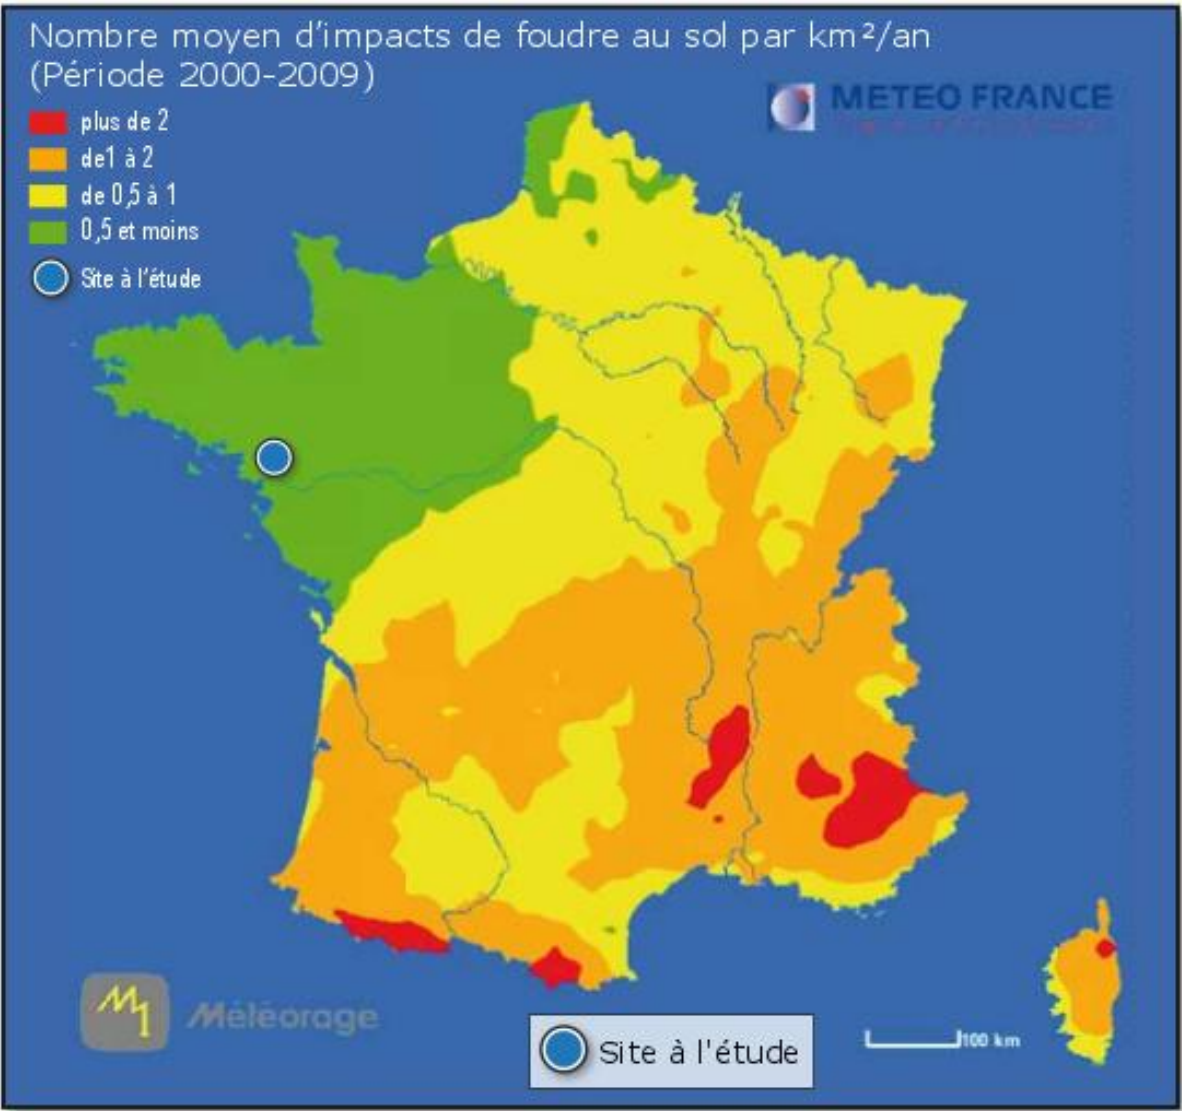 Nombre moyen d'impacts de foudre au sol par km²/an
(Période 2000-2009)
METEO FRANCE
plus de 2
de1 à 2
de 0,5 à 1
0,5 et moins
Site à l'étude
Météorage
Site à l'étude
100 km